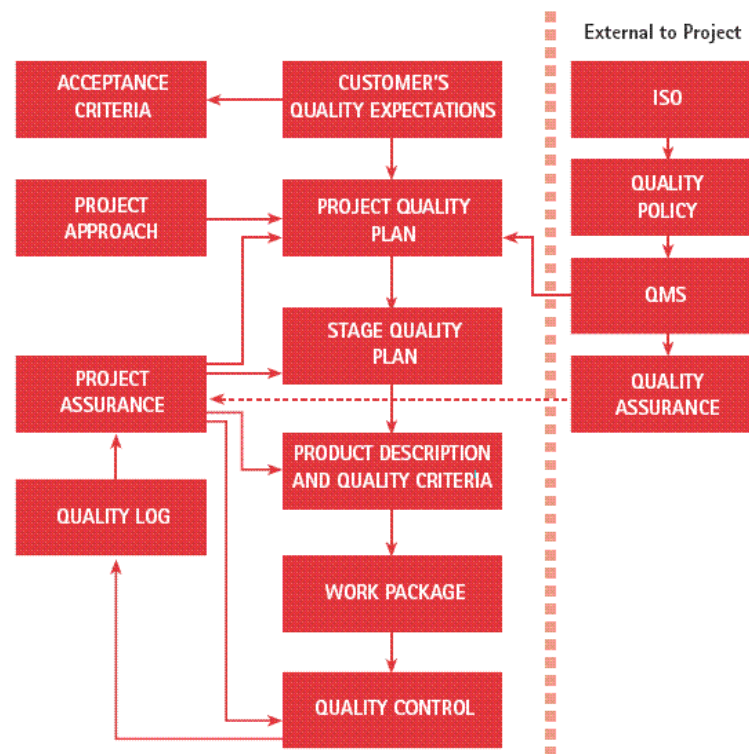 External to Project
ACCEPTANCE
CRITERIA
CUSTOMER'S
QUALITY EXPECTATIONS
ISO
PROJECT
APPROACH
PROJECT QUALITY
PLAN
QUALITY
POLICY
STAGE QUALITY
PLAN
QMS
PROJECT
ASSURANCE
QUALITY
ASSURANCE
PRODUCT DESCRIPTION
AND QUALITY CRITERIA
QUALITY LOG
WORK PACKAGE
QUALITY CONTROL